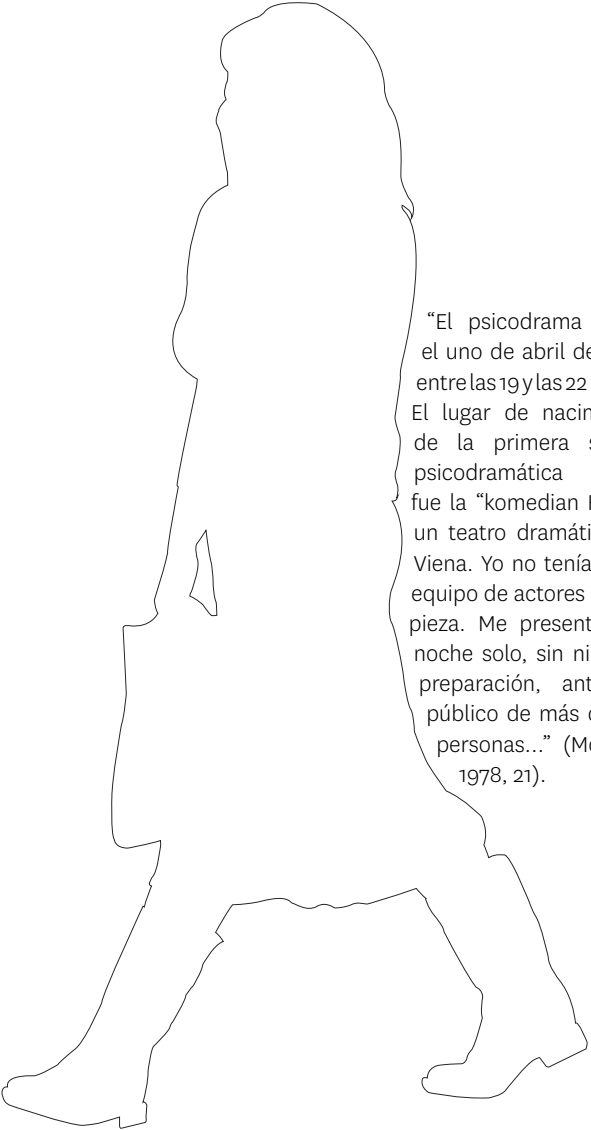 “El psicodrama
el uno de abril de
entre las 19 y las 22
El lugar de nacim
de la primera s
psicodramática
fue la “komedian
un teatro dramáti
Viena. Yo no tenía
equipo de actores
pieza. Me present
noche solo, sin ni
preparación, ant
público de más
personas...” (Mo
1978, 21).